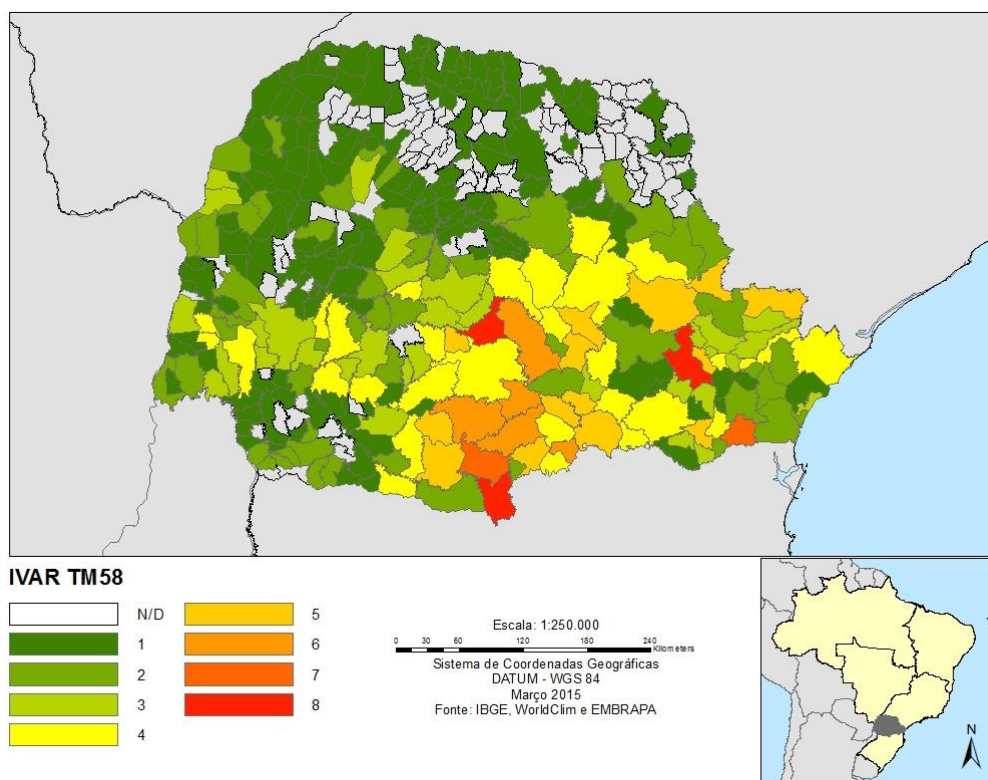 IVAR TM58
N/D
1
2
3
4
5
6
7
8
Escala: 1:250.000
0 30 60 120 180 240
Kilometers
Sistema de Coordenadas Geográficas
DATUM - WGS 84
Março 2015
Fonte: IBGE, WorldClim e EMBRAPA
N